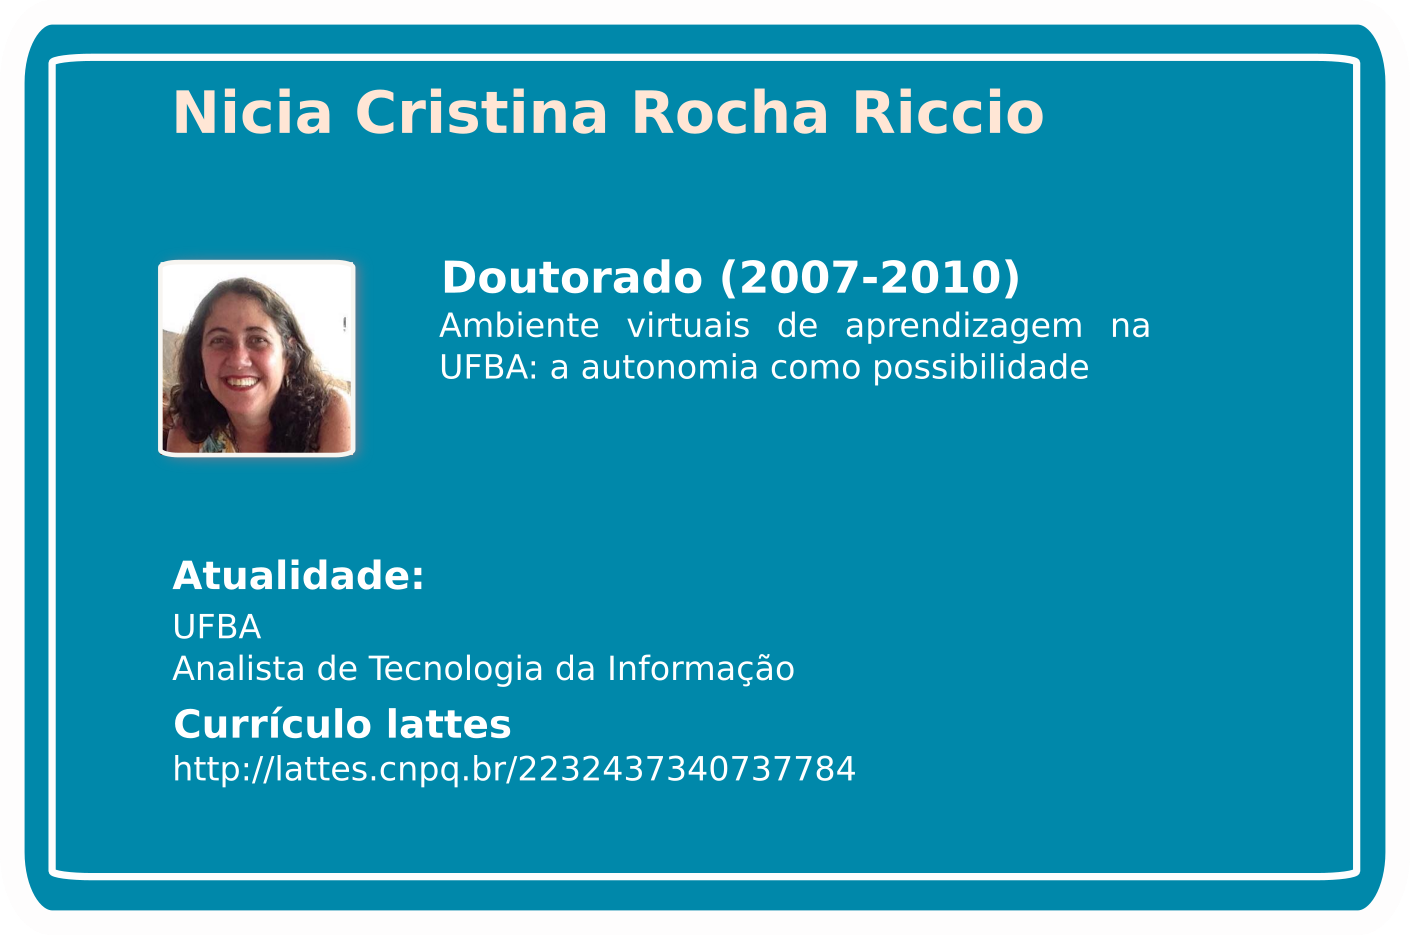 Nicia Cristina Rocha Riccio
Doutorado (2007-2010)
Ambiente virtuais de aprendizagem na
UFBA: a autonomia como possibilidade
Atualidade:
UFBA
Analista de Tecnologia da Informação
Currículo lattes
http://lattes.cnpq.br/2232437340737784